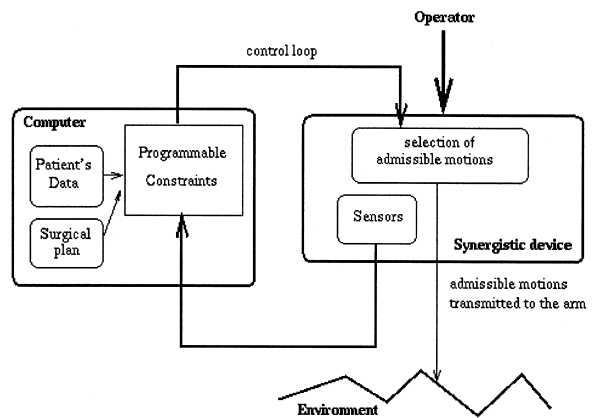 Operator
control loop
Computer
Patient's
Data
Programmable
Constraints
Surgical
plan
selection of
admissible motions
Sensors
Synergistic device
admissible motions
transmitted to the arm
Environment